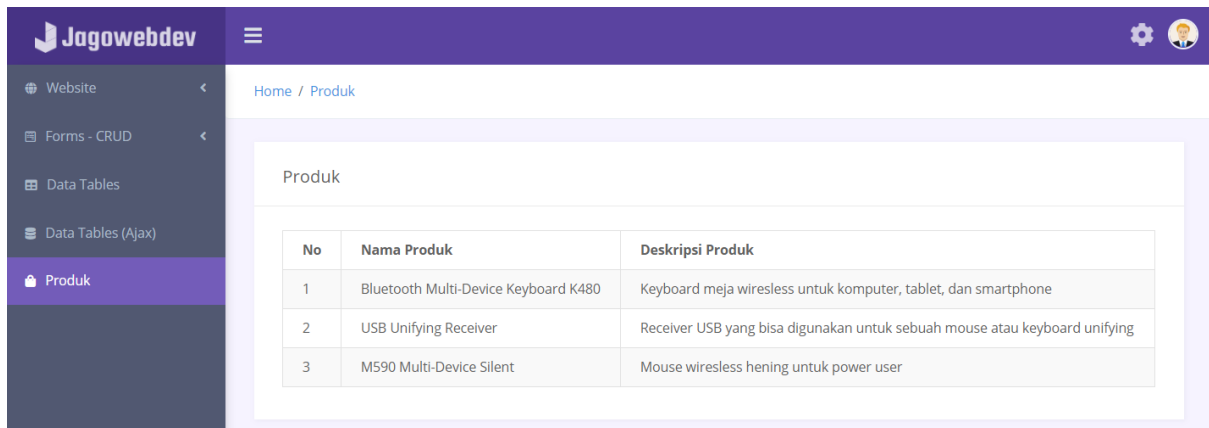 Jagowebdev
Website
Forms - CRUD
Data Tables
Data Tables (Ajax)
Produk
Home / Produk
Produk
No Nama Produk Deskripsi Produk
1 Bluetooth Multi-Device Keyboard K480 Keyboard meja wiresless untuk komputer, tablet, dan smartphone
2 USB Unifying Receiver Receiver USB yang bisa digunakan untuk sebuah mouse atau keyboard unifying
3 M590 Multi-Device Silent Mouse wiresless hening untuk power user